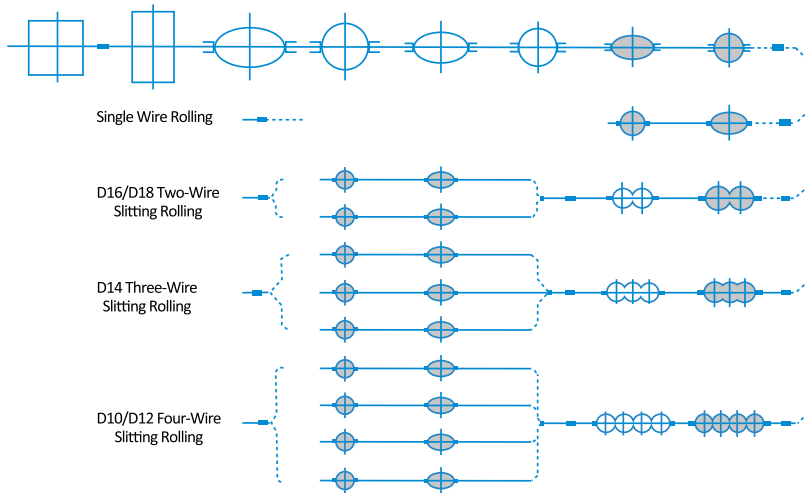 Single Wire Rolling
D16/D18 Two-Wire
Slitting Rolling
D14 Three-Wire
Slitting Rolling
D10/D12 Four-Wire
Slitting Rolling